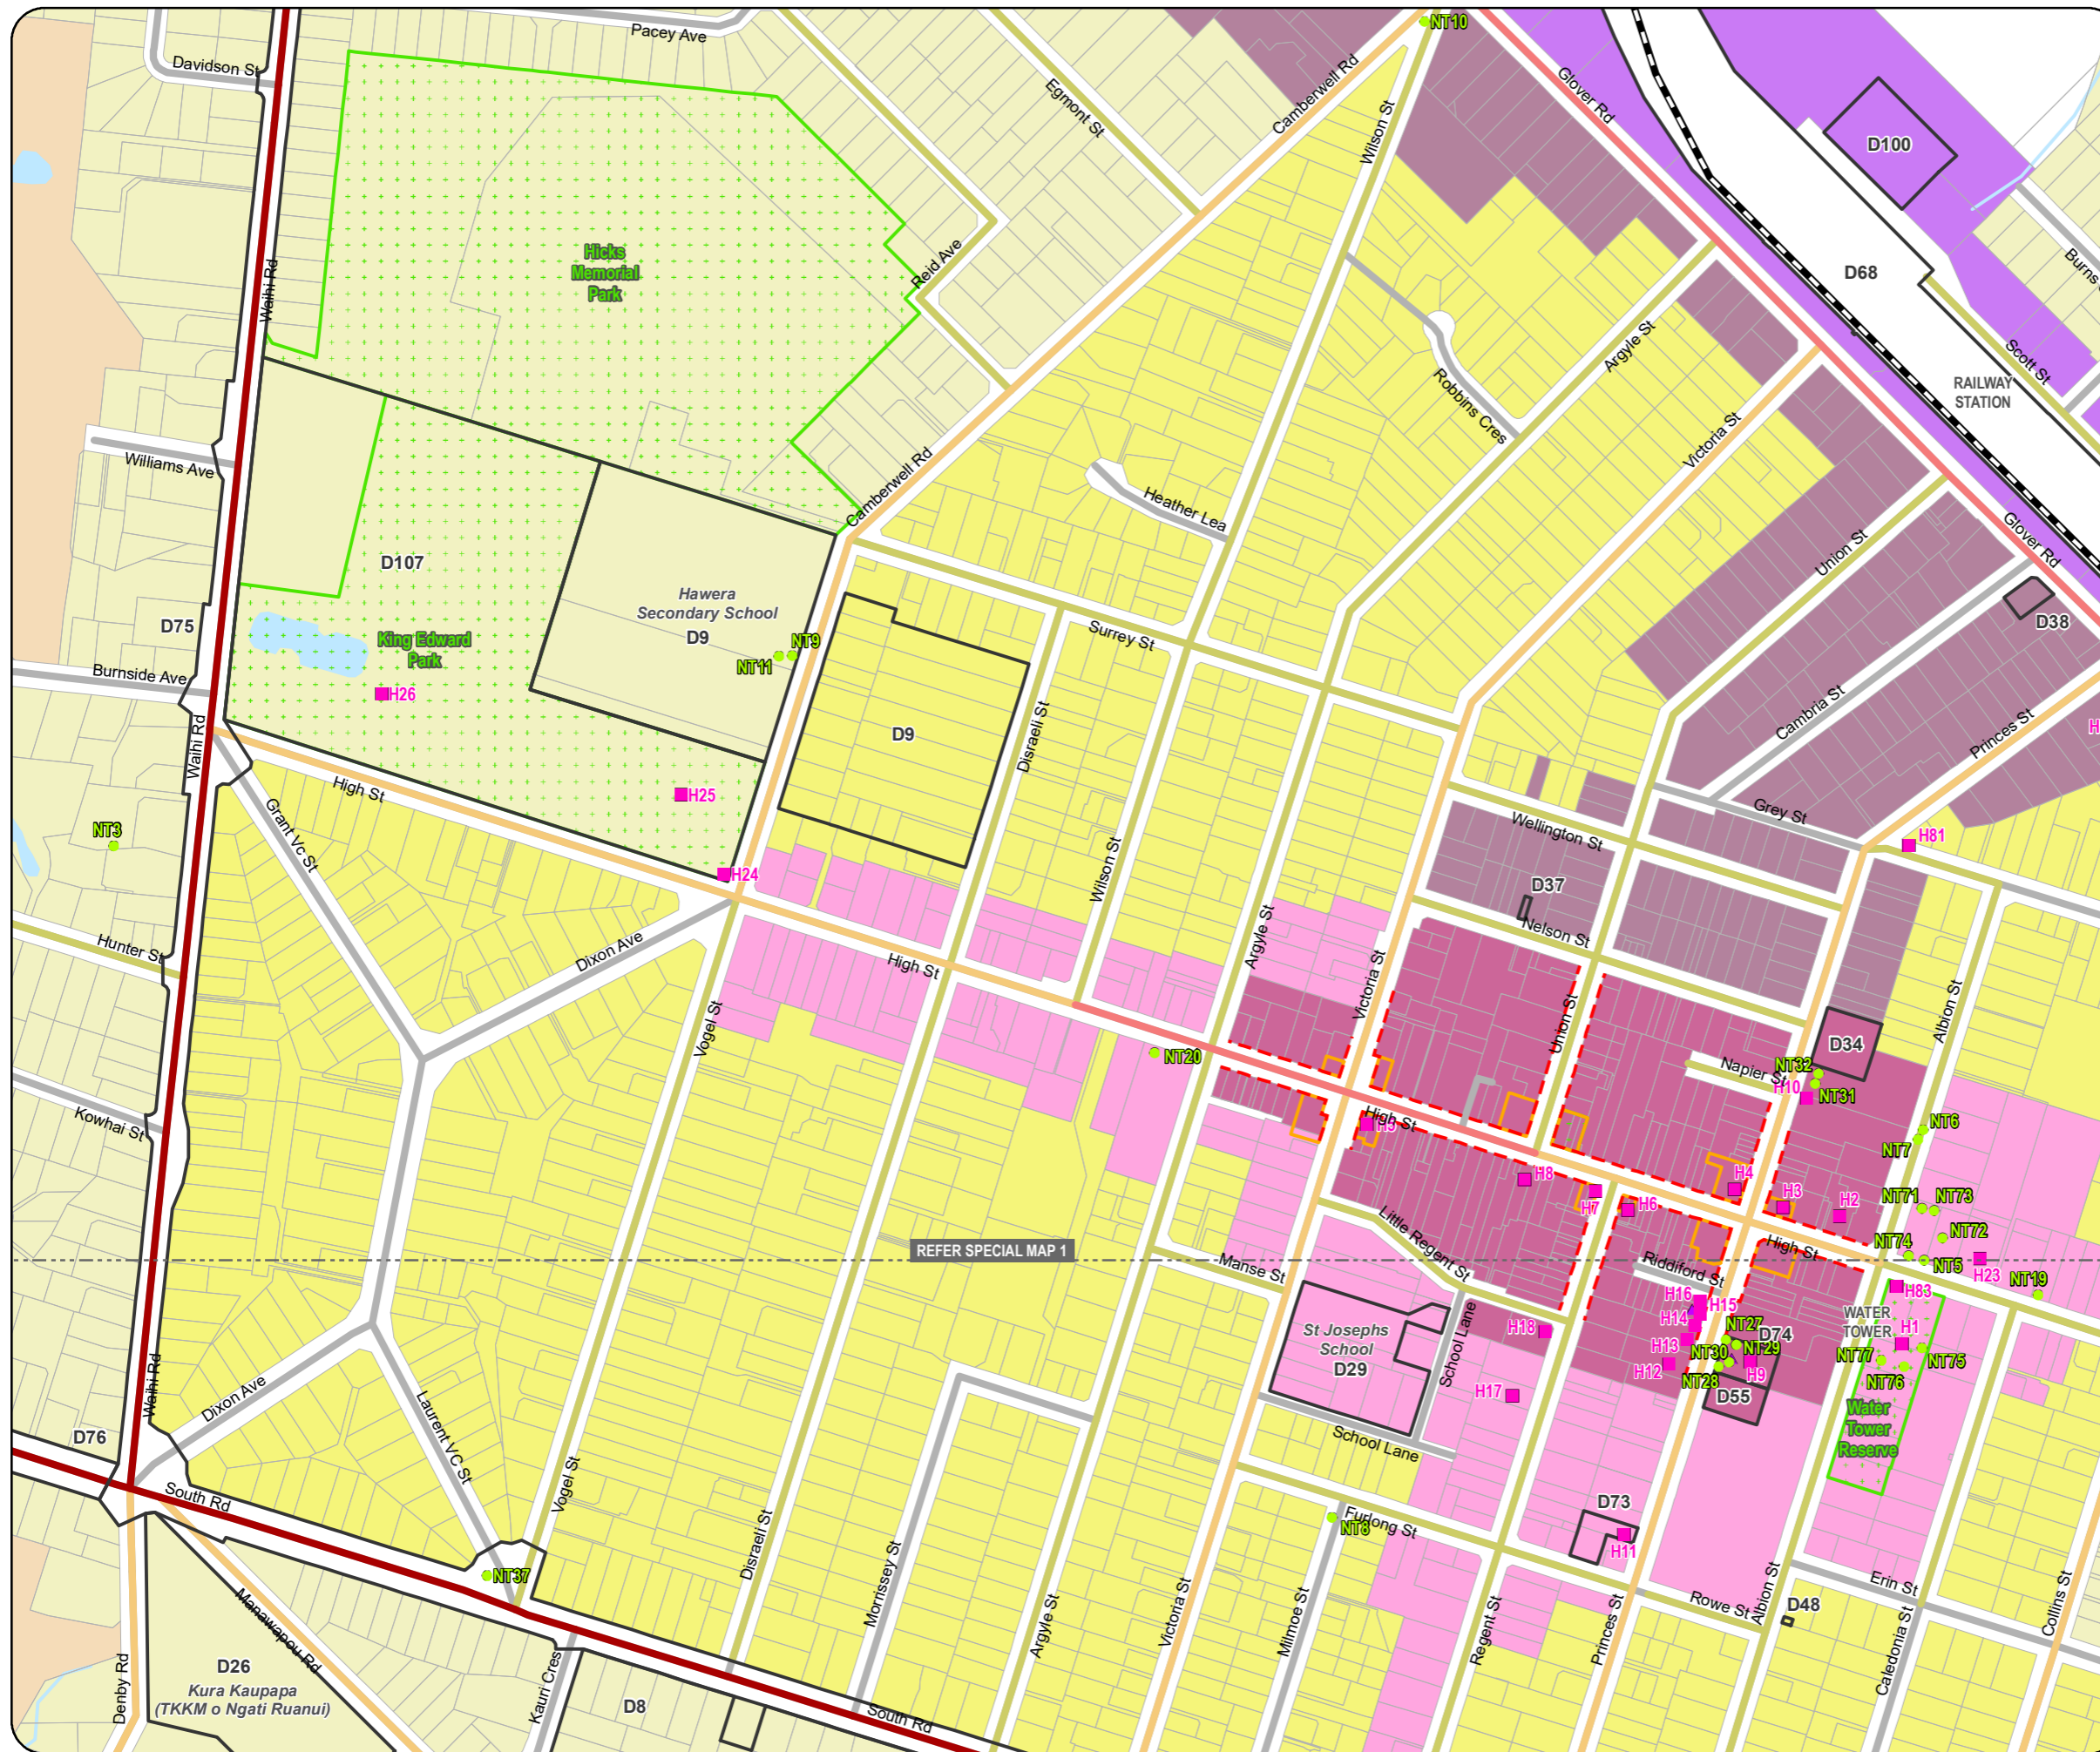 Pacey Ave
NT10
Davidson St
Egmont St
Camberwell Rd
Wilson St
Glover Rd
D100
Waihi Rd
Hicks
Memorial
Park
Reid Ave
D68
Burns
Scott St
RAILWAY
STATION
Argyle St
Robbins Cres
Victoria St
Williams Ave
Camberwell Rd
Heather Lea
Union St
Glover Rd
D107
Hawera
Secondary School
D9
D75
King Edward
Park
NT9
NT11
Surrey St
D38
Burnside Ave
H26
Waihi Rd
D9
Disraeli St
Cambria St
Princes St
H
High St
H25
Grant Vc St
NT3
Wellington St
Grey St
H81
H24
Wilson St
D37
Nelson St
Hunter St
Dixon Ave
High St
Argyle St
Victoria St
Union St
Albion St
Vogel St
NT20
D34
Napier St
NT32
H10
NT31
Kowhai St
High St
H5
NT6
NT7
H8
H7
H6
H4
H3
H2
NT71
NT73
NT72
NT74
NT5
H23
NT19
REFER SPECIAL MAP 1
Manse St
Little Regent St
High St
Riddiford St
H16
H15
H14
H13
H12
H83
WATER
TOWER
H1
NT27
D74
NT29
NT30
H9
NT28
D55
NT77
NT75
NT76
Water
Tower
Reserve
St Josephs
School
D29
School Lane
H18
H17
School Lane
Waihi Rd
Dixon Ave
Laurent VC St
D76
South Rd
Vogel St
Disraeli St
Morrissey St
Argyle St
Victoria St
Milmoe St
NT8
Furlong St
D73
H11
Regent St
Princes St
Rowe St
Albion St
D48
Erin St
Caledonia St
Collins St
NT37
Manawapou Rd
Denby Rd
D26
Kura Kaupapa
(TKKM o Ngati Ruanui)
Kauri Cres
D8
South Rd